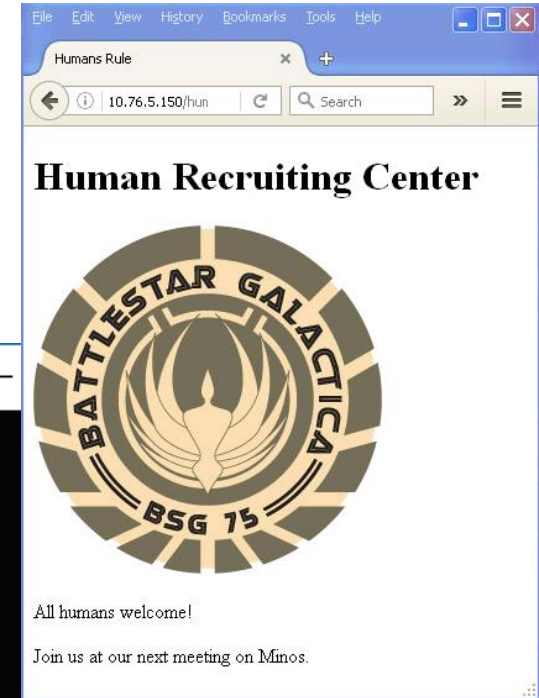 File Edit View History Bookmarks Tools Help
Humans Rule
10.76.5.150/hun
Search
Human Recruiting Center
BATTLESTAR GALACTICA
BSG 75
All humans welcome!
Join us at our next meeting on Minos.